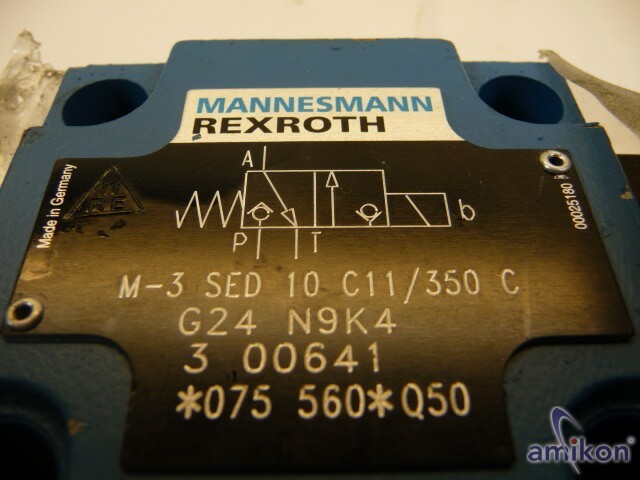 MANNESMANN
REXROTH
Made in Germany
A
b
P T
00025180
M-3 SED 10 C11/350 C
G24 N9K4
3 00641
*075 560*Q50
amikon